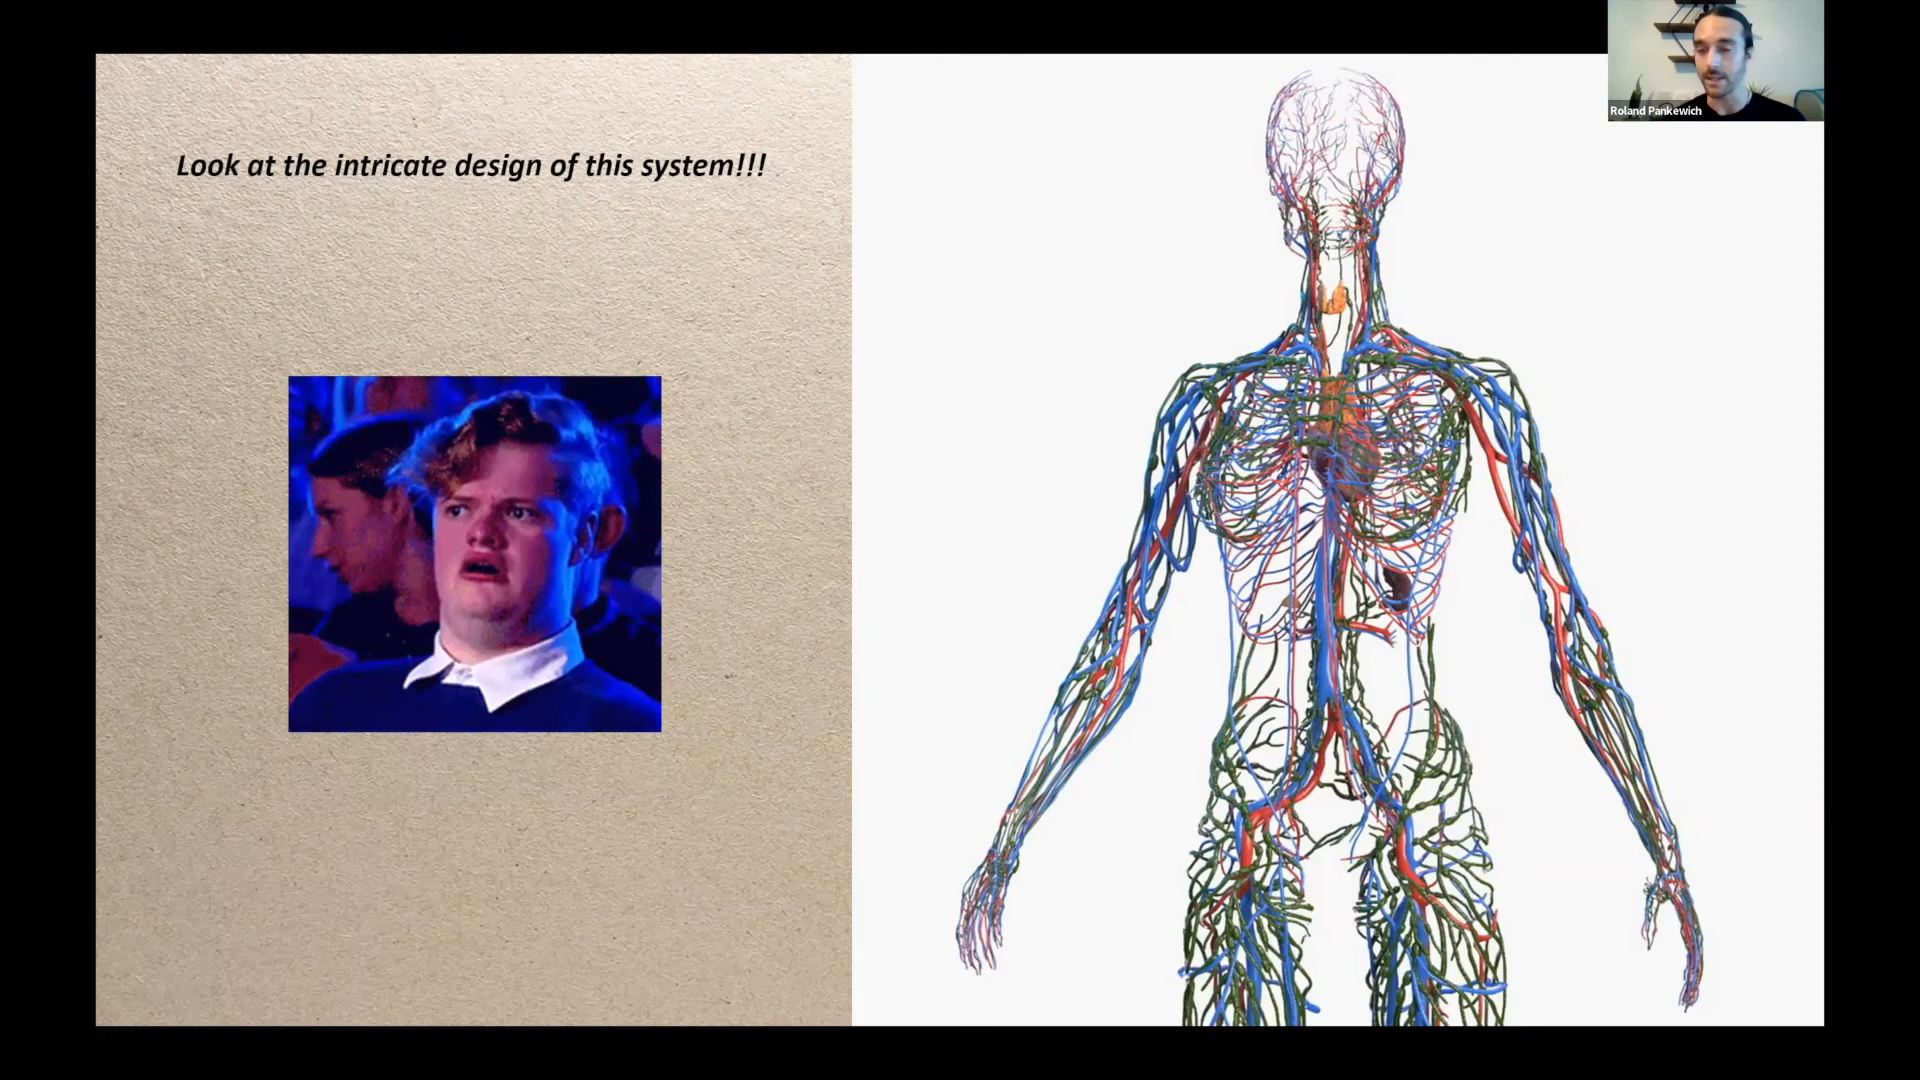 Look at the intricate design of this system!!!
Roland Pankewich